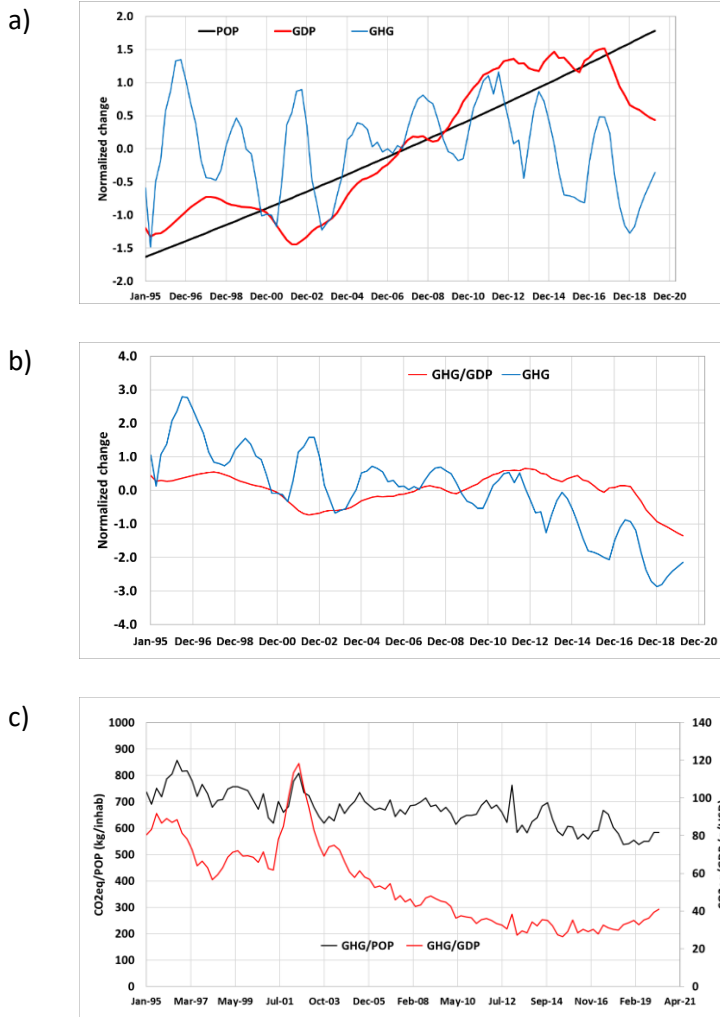 a)
2.0
POP GDP GHG
1.5
1.0
0.5
0.0
-0.5
-1.0
-1.5
-2.0
Normalized change
Jan-95 Dec-96 Dec-98 Dec-00 Dec-02 Dec-04 Dec-06 Dec-08 Dec-10 Dec-12 Dec-14 Dec-16 Dec-18 Dec-20
b)
4.0
GHG/GDP GHG
3.0
2.0
1.0
0.0
-1.0
-2.0
-3.0
-4.0
Normalized change
Jan-95 Dec-96 Dec-98 Dec-00 Dec-02 Dec-04 Dec-06 Dec-08 Dec-10 Dec-12 Dec-14 Dec-16 Dec-18 Dec-20
c)
1000 140
900
800 120
700 100
600 80
500
400 60
300 40
200 20
100
0 0
CO2eq/POP (kg/inhab)
GHG/POP GHG/GDP
Jan-95 Mar-97 May-99 Jul-01 Oct-03 Dec-05 Feb-08 May-10 Jul-12 Sep-14 Nov-16 Feb-19 Apr-21